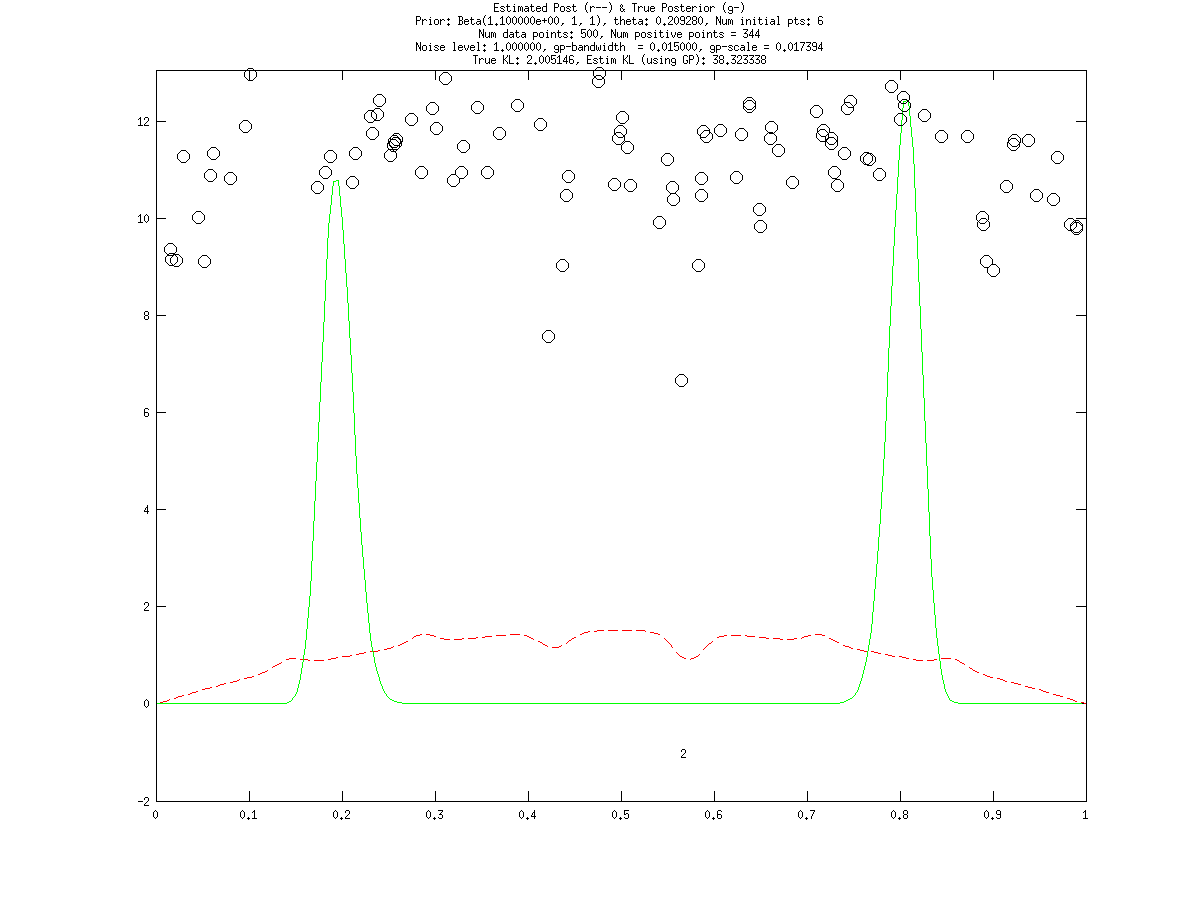 Estimated Post (r--) & True Posterior (g-)
Prior: Beta(1.100000e+00, 1, 1), theta: 0.209280, Num initial pts: 6
Num data points: 500, Num positive points = 344
Noise level: 1.000000, gp-bandwidth  = 0.015000, gp-scale = 0.017394
True KL: 2.005146, Estim KL (using GP): 38.323338
12
10
8
6
4
2
0
2
-2
0 0.1 0.2 0.3 0.4 0.5 0.6 0.7 0.8 0.9 1